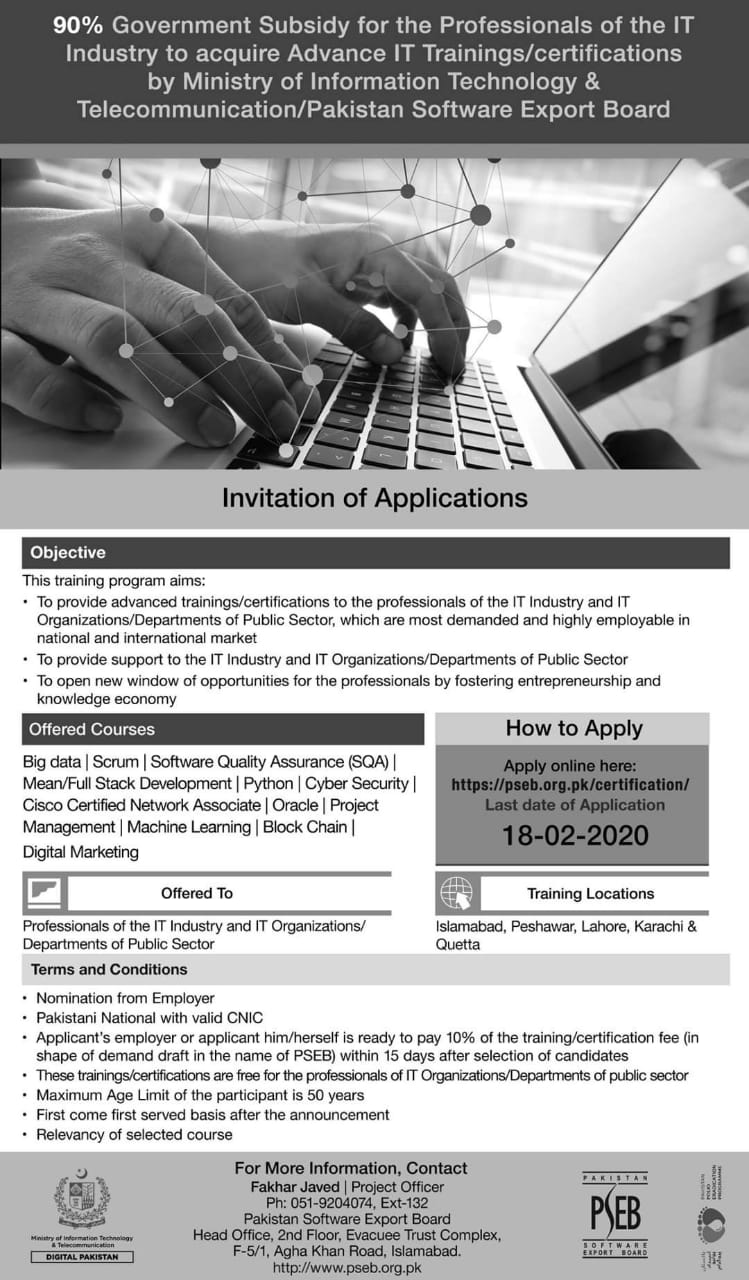 90% Government Subsidy for the Professionals of the IT
Industry to acquire Advance IT Trainings/certifications
by Ministry of Information Technology &
Telecommunication/Pakistan Software Export Board
Invitation of Applications
Objective
This training program aims:
• To provide advanced trainings/certifications to the professionals of the IT Industry and IT
Organizations/Departments of Public Sector, which are most demanded and highly employable in
national and international market
• To provide support to the IT Industry and IT Organizations/Departments of Public Sector
• To open new window of opportunities for the professionals by fostering entrepreneurship and
knowledge economy
Offered Courses
Big data | Scrum | Software Quality Assurance (SQA) |
Mean/Full Stack Development | Python | Cyber Security |
Cisco Certified Network Associate | Oracle | Project
Management | Machine Learning | Block Chain |
Digital Marketing
How to Apply
Apply online here:
https://pseb.org.pk/certification/
Last date of Application
18-02-2020
Offered To
Professionals of the IT Industry and IT Organizations/
Departments of Public Sector
Training Locations
Islamabad, Peshawar, Lahore, Karachi &
Quetta
Terms and Conditions
• Nomination from Employer
• Pakistani National with valid CNIC
• Applicant's employer or applicant him/herself is ready to pay 10% of the training/certification fee (in
shape of demand draft in the name of PSEB) within 15 days after selection of candidates
• These trainings/certifications are free for the professionals of IT Organizations/Departments of public sector
• Maximum Age Limit of the participant is 50 years
• First come first served basis after the announcement
• Relevancy of selected course
Ministry of Information Technology
& Telecommunication
DIGITAL PAKISTAN
For More Information, Contact
Fakhar Javed | Project Officer
Ph: 051-9204074, Ext-132
Pakistan Software Export Board
Head Office, 2nd Floor, Evacuee Trust Complex,
F-5/1, Agha Khan Road, Islamabad.
http://www.pseb.org.pk
PAKISTAN
PSEB
SOFTWARE
EXPORT BOARD
PAKISTAN
POLIO
ERADICATION
PROGRAMME